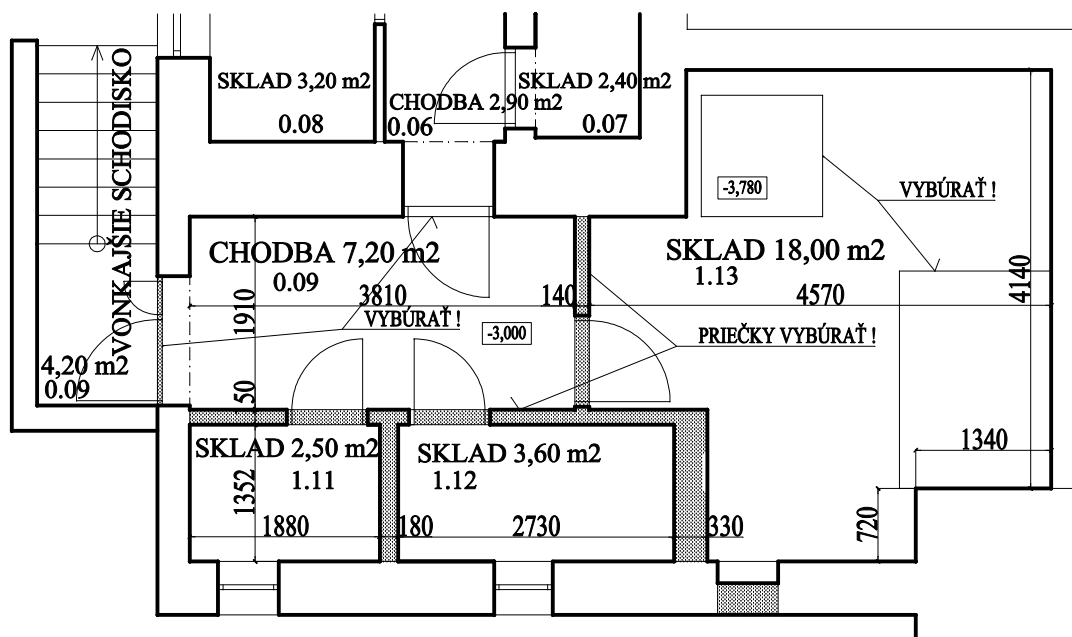 VONKAJŠIE SCHODISKO
SKLAD 3,20 m2
0.08
CHODBA 2,90 m2
0.06
SKLAD 2,40 m2
0.07
-3,780
VYBÚRAŤ !
CHODBA 7,20 m2
0.09
SKLAD 18,00 m2
1.13
3810
140
4570
4140
1910
VYBÚRAŤ !
-3,000
PRIEČKY VYBÚRAŤ !
4,20 m2
0.09
50
SKLAD 2,50 m2
1.11
SKLAD 3,60 m2
1.12
1340
1352
1880
180
2730
330
720